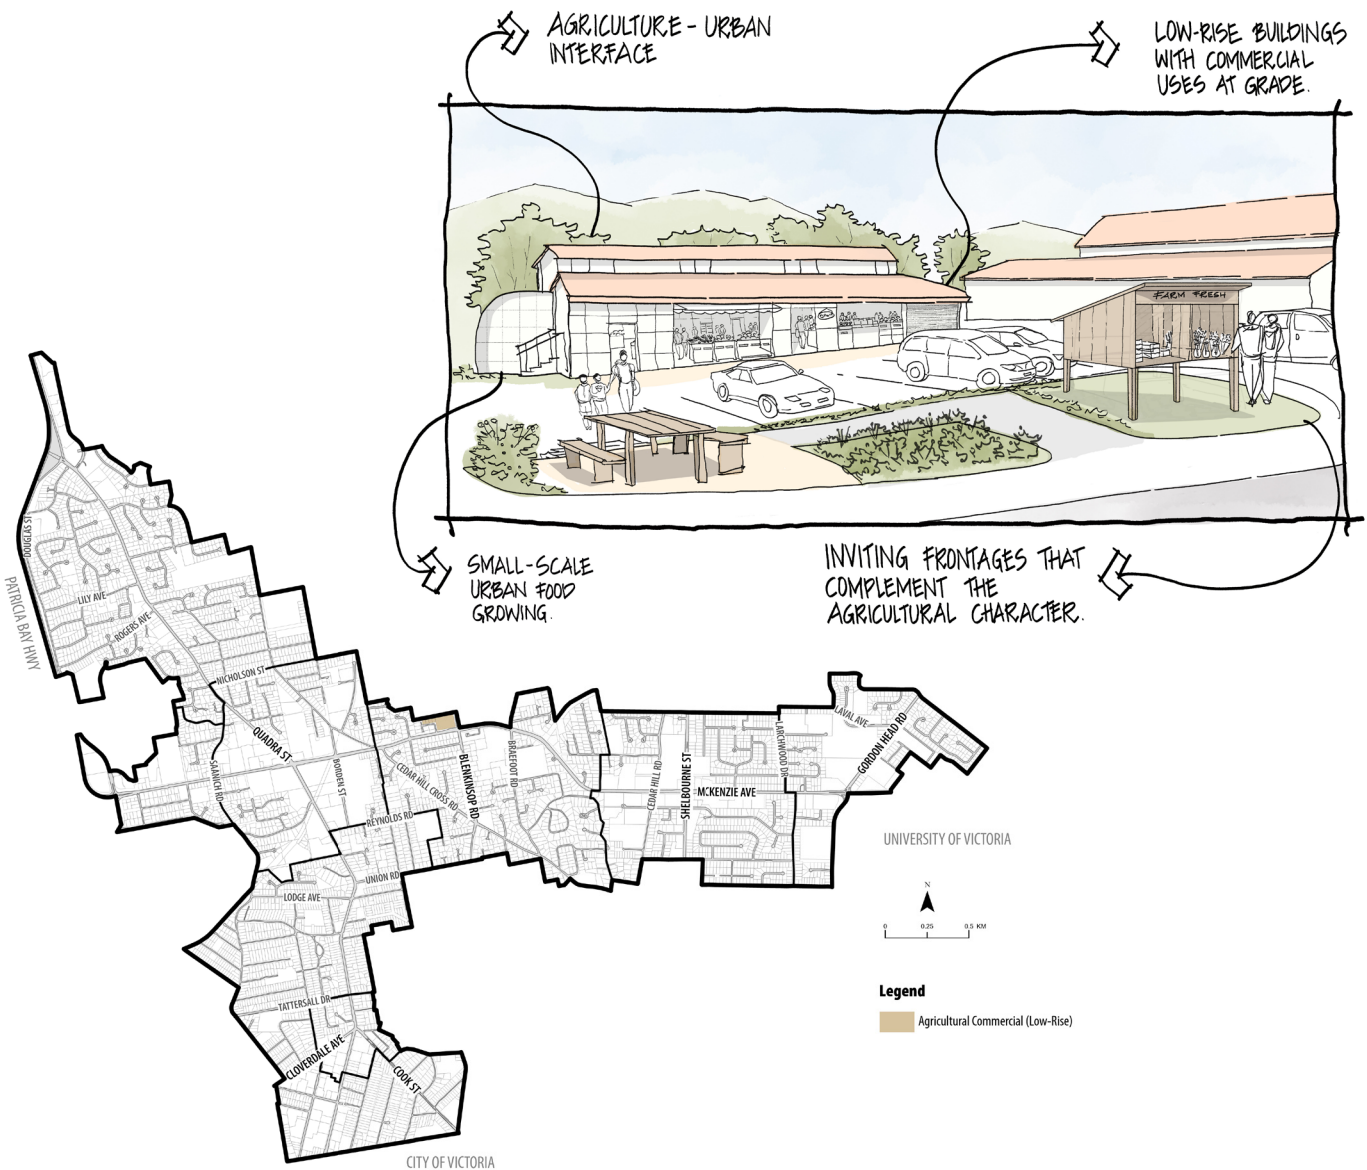 AGRICULTURE - URBAN
INTERFACE
LOW-RISE BUILDINGS
WITH COMMERCIAL
USES AT GRADE.
FARM FRESH
SMALL-SCALE
URBAN FOOD
GROWING.
INVITING FRONTAGES THAT
COMPLEMENT THE
AGRICULTURAL CHARACTER.
DOUGLAS ST
PATRICIA BAY HWY
LILY AVE
ROGERS AVE
NICHOLSON ST
QUADRA ST
SAANICH RD
BORDEN ST
CEDAR HILL CROSS RD
BLENKINSOP RD
BRAEFOOT RD
REYNOLDS RD
UNION RD
LODGE AVE
TATTERSALL DR
CLOVERDALE AVE
COOK ST
CEDAR HILL RD
SHELBOURNE ST
MCKENZIE AVE
LARCHWOOD DR
LAVAL AVE
GORDON HEAD RD
UNIVERSITY OF VICTORIA
N
0 0.25 0.5 KM
Legend
Agricultural Commercial (Low-Rise)
CITY OF VICTORIA